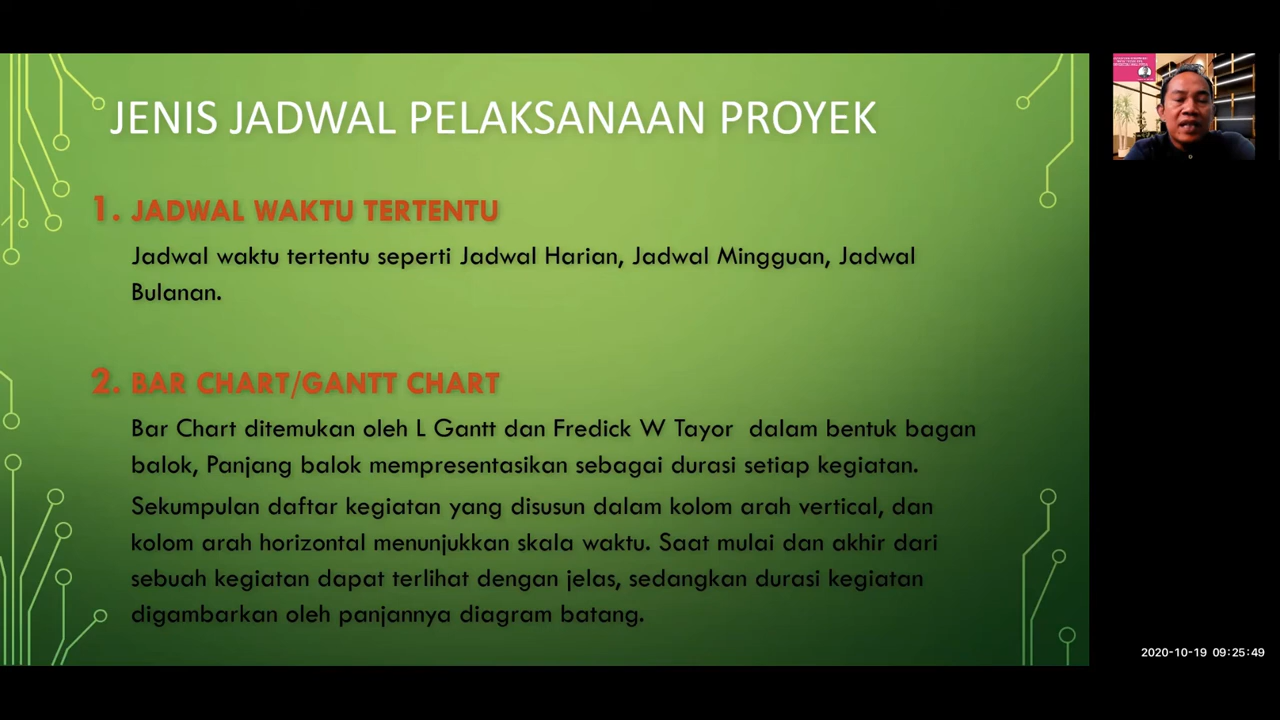 JENIS JADWAL PELAKSANAAN PROYEK
1. JADWAL WAKTU TERTENTU
Jadwal waktu tertentu seperti Jadwal Harian, Jadwal Mingguan, Jadwal
Bulanan.
2. BAR CHART/GANTT CHART
Bar Chart ditemukan oleh L Gantt dan Fredick W Tayor dalam bentuk bagan
balok, Panjang balok mempresentasikan sebagai durasi setiap kegiatan.
Sekumpulan daftar kegiatan yang disusun dalam kolom arah vertical, dan
kolom arah horizontal menunjukkan skala waktu. Saat mulai dan akhir dari
sebuah kegiatan dapat terlihat dengan jelas, sedangkan durasi kegiatan
digambarkan oleh panjannya diagram batang.
2020-10-19 09:25:49